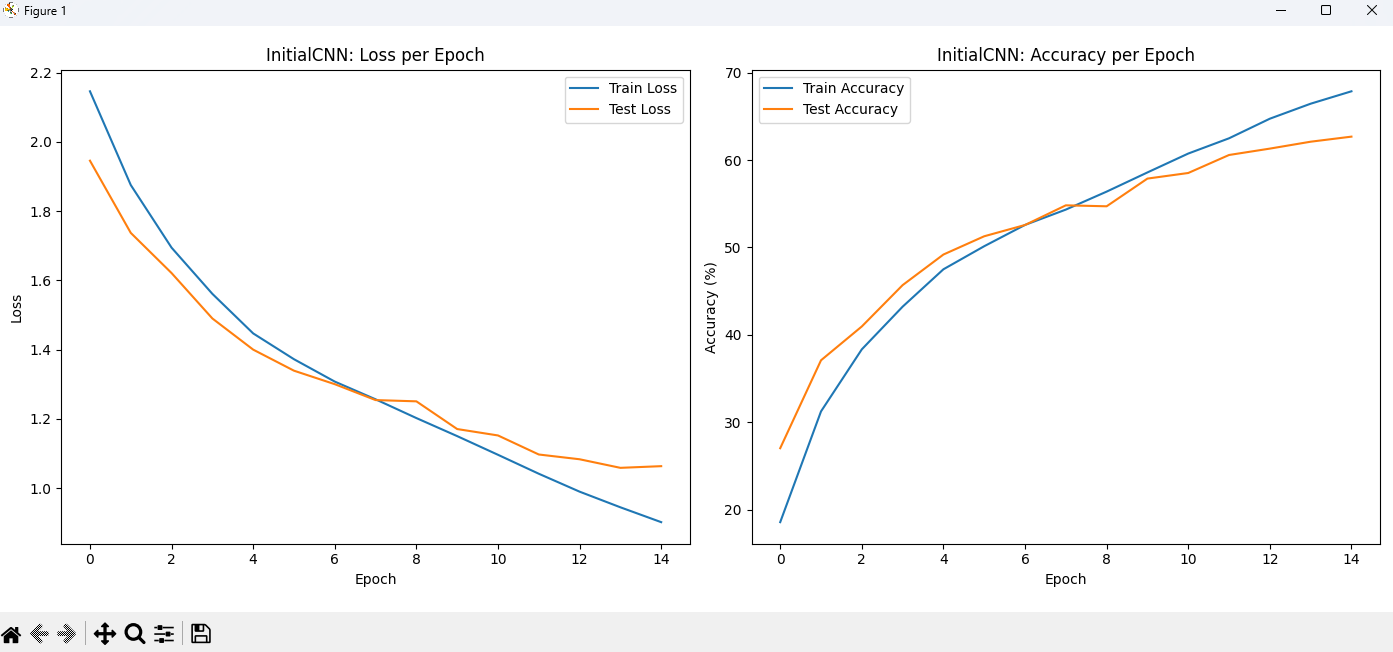 Figure 1
InitialCNN: Loss per Epoch
2.2
2.0
1.8
1.6
1.4
1.2
1.0
Loss
Train Loss
Test Loss
0 2 4 6 8 10 12 14
Epoch
InitialCNN: Accuracy per Epoch
70
60
50
40
30
20
Accuracy (%)
Train Accuracy
Test Accuracy
0 2 4 6 8 10 12 14
Epoch